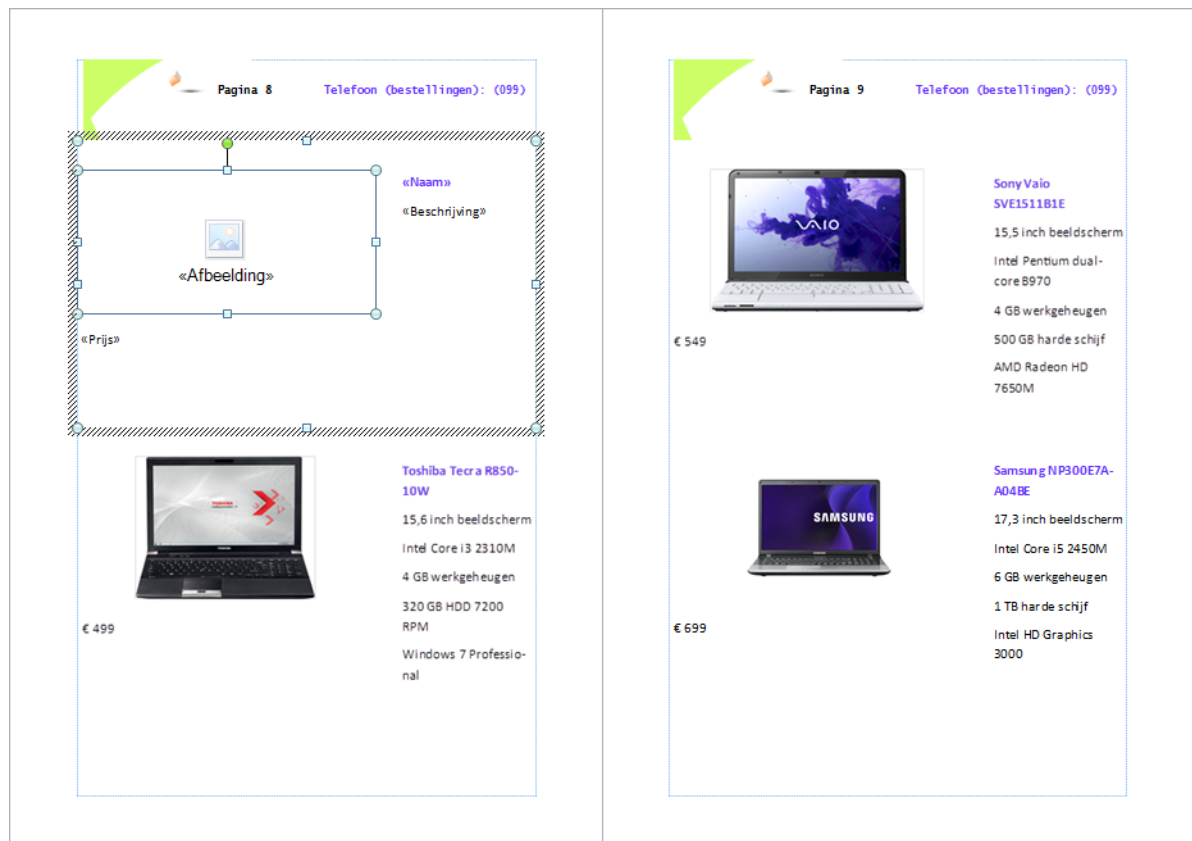 Pagina 8 Telefoon (bestellingen): (099)
«Naam»
«Beschrijving»
«Afbeelding»
«Prijs»
TOSHIBA
Toshiba Tecra R850-
10W
15,6 inch beeldscherm
Intel Core i3 2310M
4 GB werkgeheugen
320 GB HDD 7200
RPM
Windows 7 Professio-
nal
€ 499
Pagina 9 Telefoon (bestellingen): (099)
VAIO
SONY
Sony Vaio
SVE1511B1E
15,5 inch beeldscherm
Intel Pentium dual-
core B970
4 GB werkgeheugen
500 GB harde schijf
AMD Radeon HD
7650M
€ 549
SAMSUNG
Samsung NP300E7A-
A04BE
17,3 inch beeldscherm
Intel Core i5 2450M
6 GB werkgeheugen
1 TB harde schijf
Intel HD Graphics
3000
€ 699